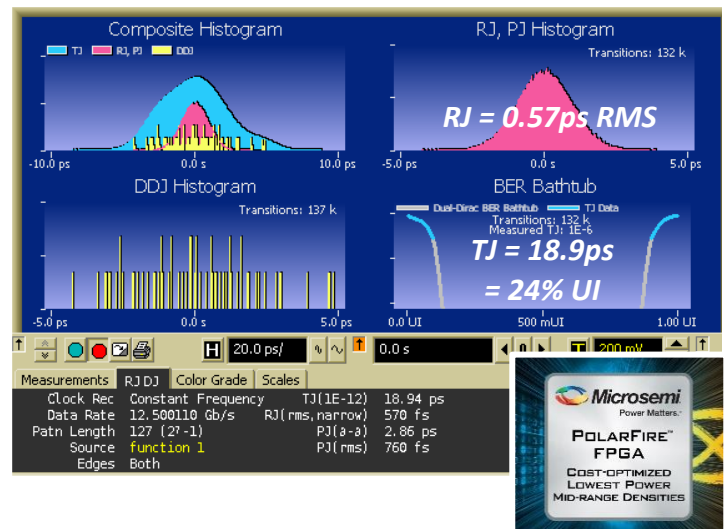 Composite Histogram
TJ RJ, PJ DDJ
-10.0 ps 0.0 s 10.0 ps
RJ, PJ Histogram
Transitions: 132 k
RJ = 0.57ps RMS
-5.0 ps 0.0 s 5.0 ps
DDJ Histogram
Transitions: 137 k
-5.0 ps 0.0 s 5.0 ps
BER Bathtub
Dual-Dirac BER Bathtub TJ Data
Transitions: 132 k
Measured TJ: 1E-6
TJ = 18.9ps
= 24% UI
0.0 UI 500 mUI 1.00 UI
H 20.0 ps/ 0.0 s 0 T 200 mV
Measurements RJ DJ Color Grade Scales
Clock Rec Constant Frequency TJ(1E-12) 18.94 ps
Data Rate 12.500110 Gb/s RJ(rms,narrow) 570 fs
Patn Length 127 (2⁷-1) PJ(δ-δ) 2.86 ps
Source function 1 PJ(rms) 760 fs
Edges Both
Microsemi
Power Matters.™
POLARFIRE™
FPGA
COST-OPTIMIZED
LOWEST POWER
MID-RANGE DENSITIES